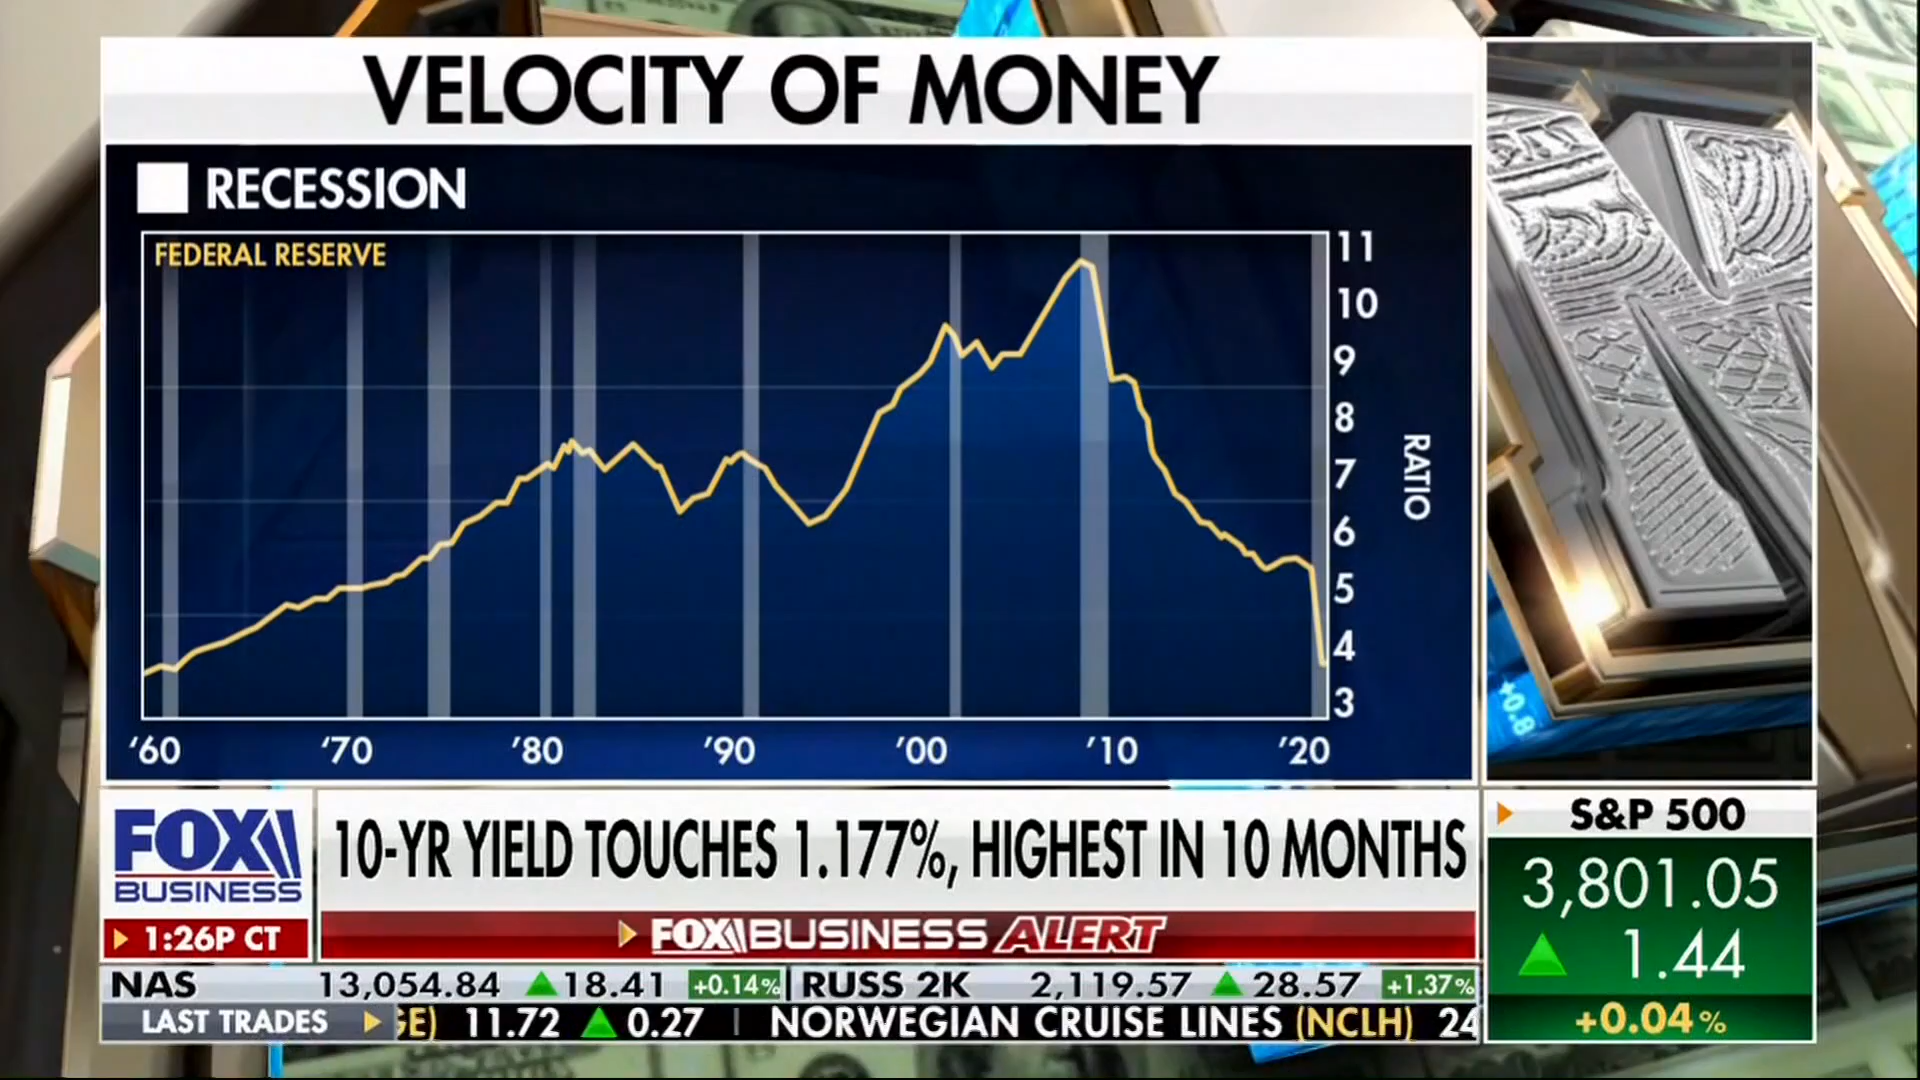 VELOCITY OF MONEY
RECESSION
FEDERAL RESERVE
11
10
9
8
7
6
5
4
3
RATIO
‘60 ’70 ’80 ’90 ’00 ’10 ’20
FOX BUSINESS
1:26P CT
10-YR YIELD TOUCHES 1.177%, HIGHEST IN 10 MONTHS
FOX BUSINESS ALERT
S&P 500
3,801.05
1.44
+0.04%
+0.8
NAS 13,054.84 18.41 +0.14% RUSS 2K 2,119.57 28.57 +1.37%
LAST TRADES GE) 11.72 0.27 NORWEGIAN CRUISE LINES (NCLH) 24